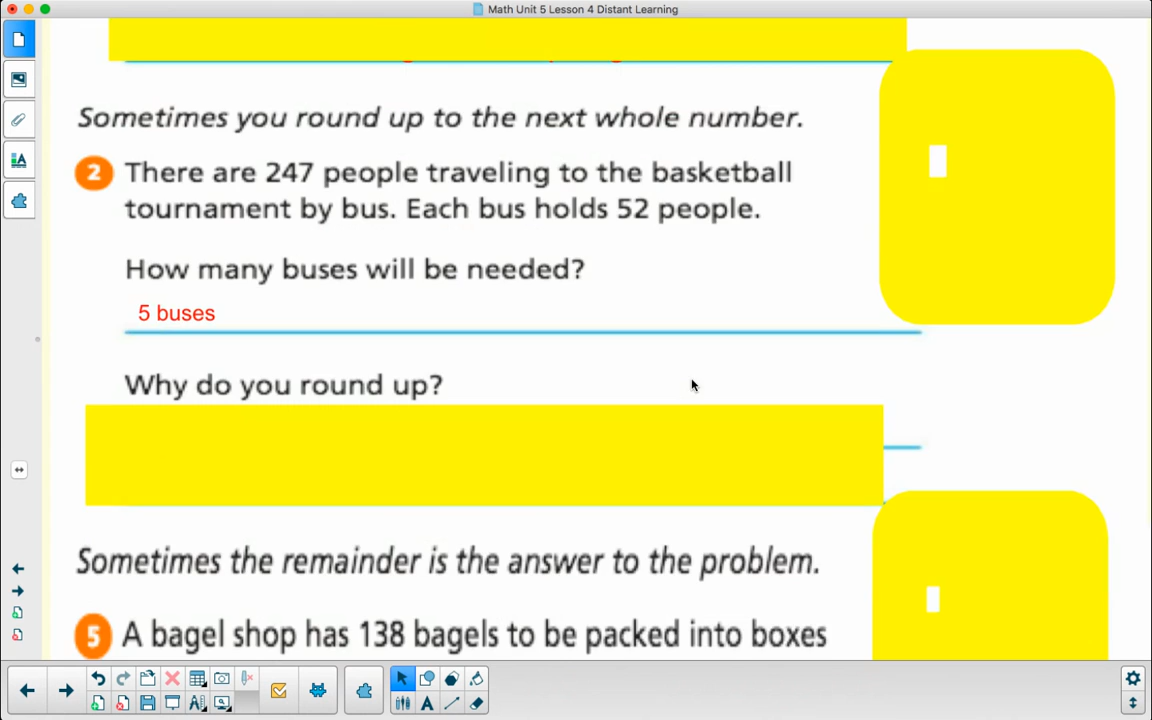 Math Unit 5 Lesson 4 Distant Learning
Sometimes you round up to the next whole number.
2 There are 247 people traveling to the basketball
tournament by bus. Each bus holds 52 people.
How many buses will be needed?
5 buses
Why do you round up?
Sometimes the remainder is the answer to the problem.
5 A bagel shop has 138 bagels to be packed into boxes